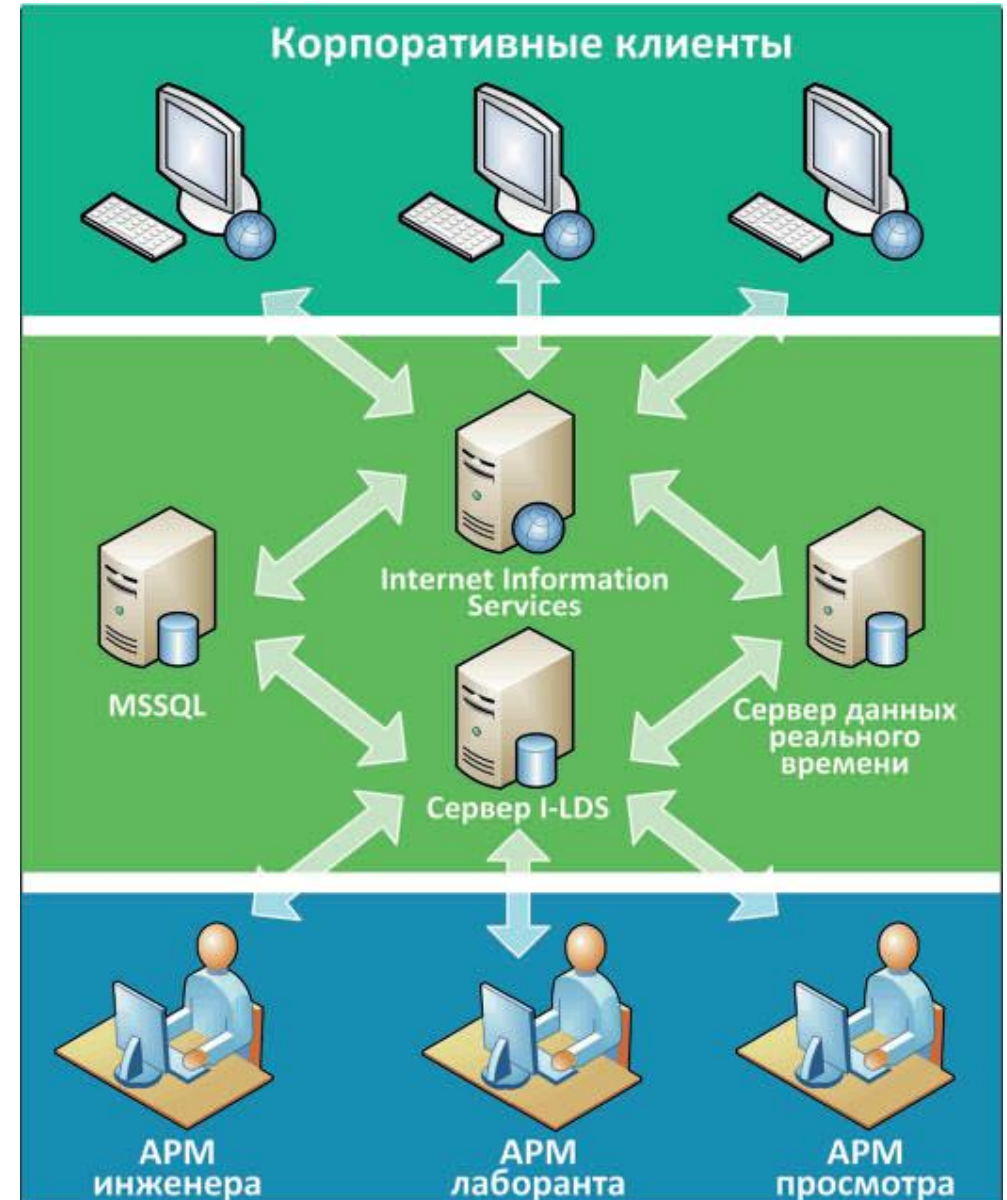 Корпоративные клиенты
Internet Information
Services
MSSQL
Сервер данных
реального
времени
Сервер I-LDS
АРМ
инженера
АРМ
лаборанта
АРМ
просмотра